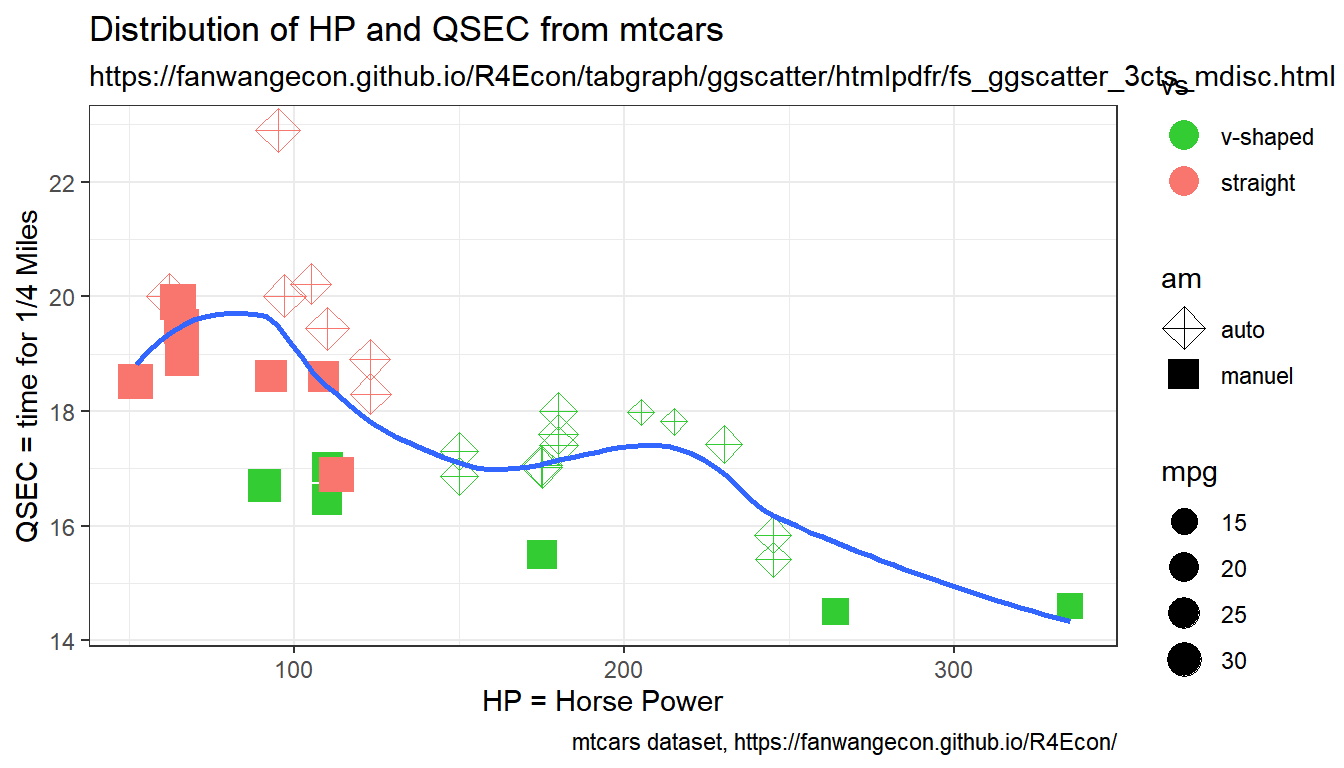 Distribution of HP and QSEC from mtcars
https://fanwangecon.github.io/R4Econ/tabgraph/ggscatter/htmlpdfr/fs_ggscatter_3cts_mdisc.html
vs
v-shaped
straight
am
auto
manuel
mpg
15
20
25
30
QSEC = time for 1/4 Miles
22
20
18
16
14
100
200
300
HP = Horse Power
mtcars dataset, https://fanwangecon.github.io/R4Econ/